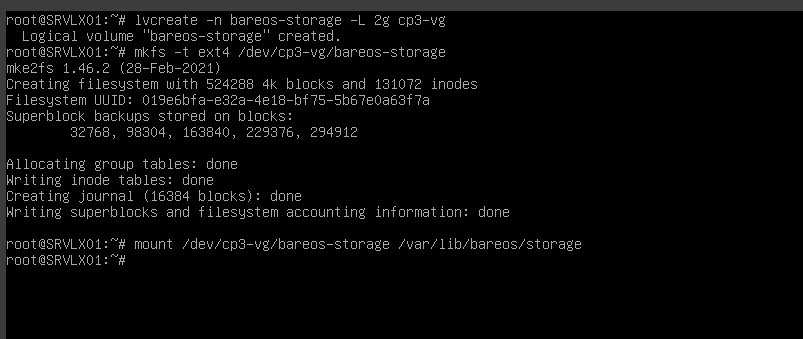 root@SRVLX01:~# lvcreate -n bareos-storage -L 2g cp3-vg
  Logical volume "bareos-storage" created.
root@SRVLX01:~# mkfs -t ext4 /dev/cp3-vg/bareos-storage
mke2fs 1.46.2 (28-Feb-2021)
Creating filesystem with 524288 4k blocks and 131072 inodes
Filesystem UUID: 019e6bfa-e32a-4e18-bf75-5b67e0a63f7a
Superblock backups stored on blocks:
        32768, 98304, 163840, 229376, 294912

Allocating group tables: done
Writing inode tables: done
Creating journal (16384 blocks): done
Writing superblocks and filesystem accounting information: done

root@SRVLX01:~# mount /dev/cp3-vg/bareos-storage /var/lib/bareos/storage
root@SRVLX01:~#